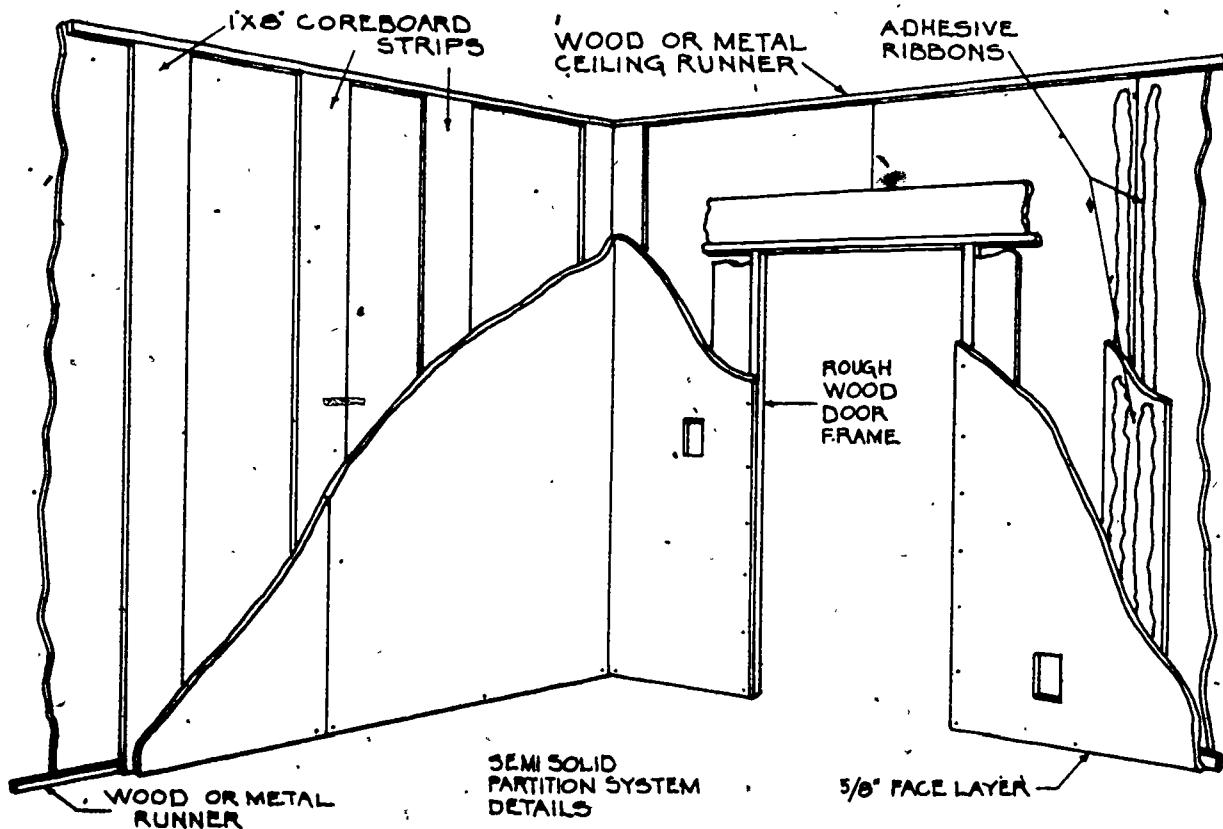 1"X8" COREBOARD
STRIPS
WOOD OR METAL
CEILING RUNNER
ADHESIVE
RIBBONS
ROUGH
WOOD
DOOR
FRAME
SEMI SOLID
PARTITION SYSTEM
DETAILS
5/8" FACE LAYER
WOOD OR METAL
RUNNER